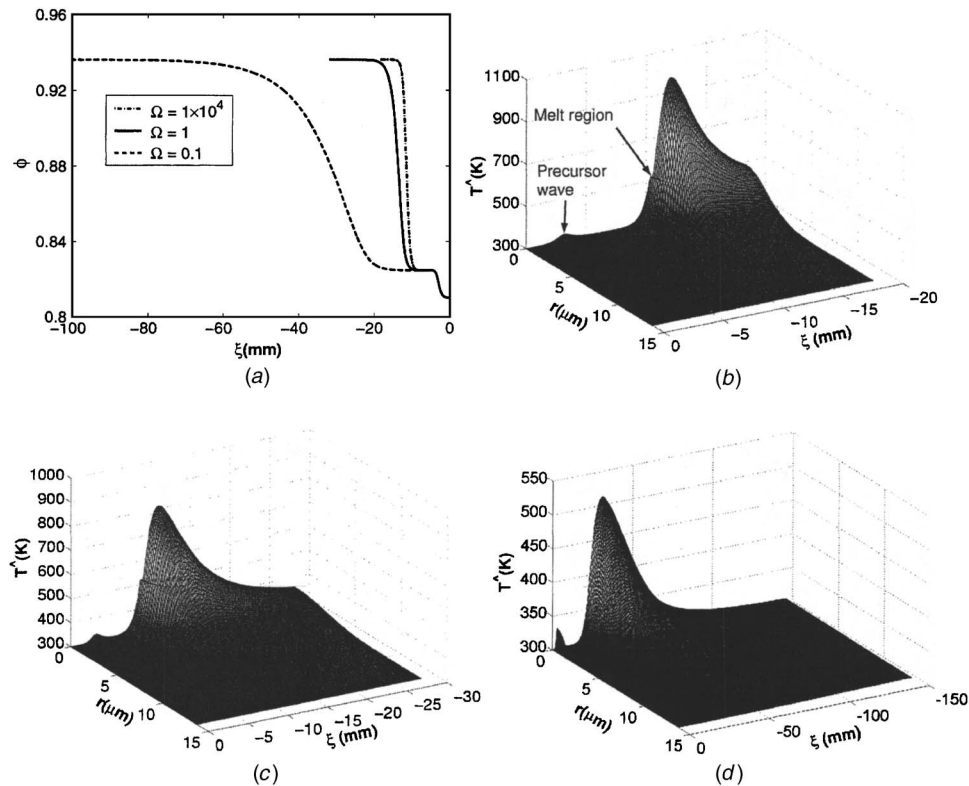 0.96
0.92
0.88
0.84
0.8
ϕ
Ω = 1×10⁴
Ω = 1
Ω = 0.1
−100 −80 −60 −40 −20 0
ξ(mm)
(a)
1100
900
700
500
300
T^(K)
Melt region
Precursor
wave
0
5
10
15
r(μm)
0
−5
−10
−15
−20
ξ (mm)
(b)
1000
900
800
700
600
500
400
300
T^(K)
0
5
10
15
r(μm)
0
−5
−10
−15
−20
−25
−30
ξ (mm)
(c)
550
500
450
400
350
300
T^(K)
0
5
10
15
r(μm)
0
−50
−100
−150
ξ (mm)
(d)